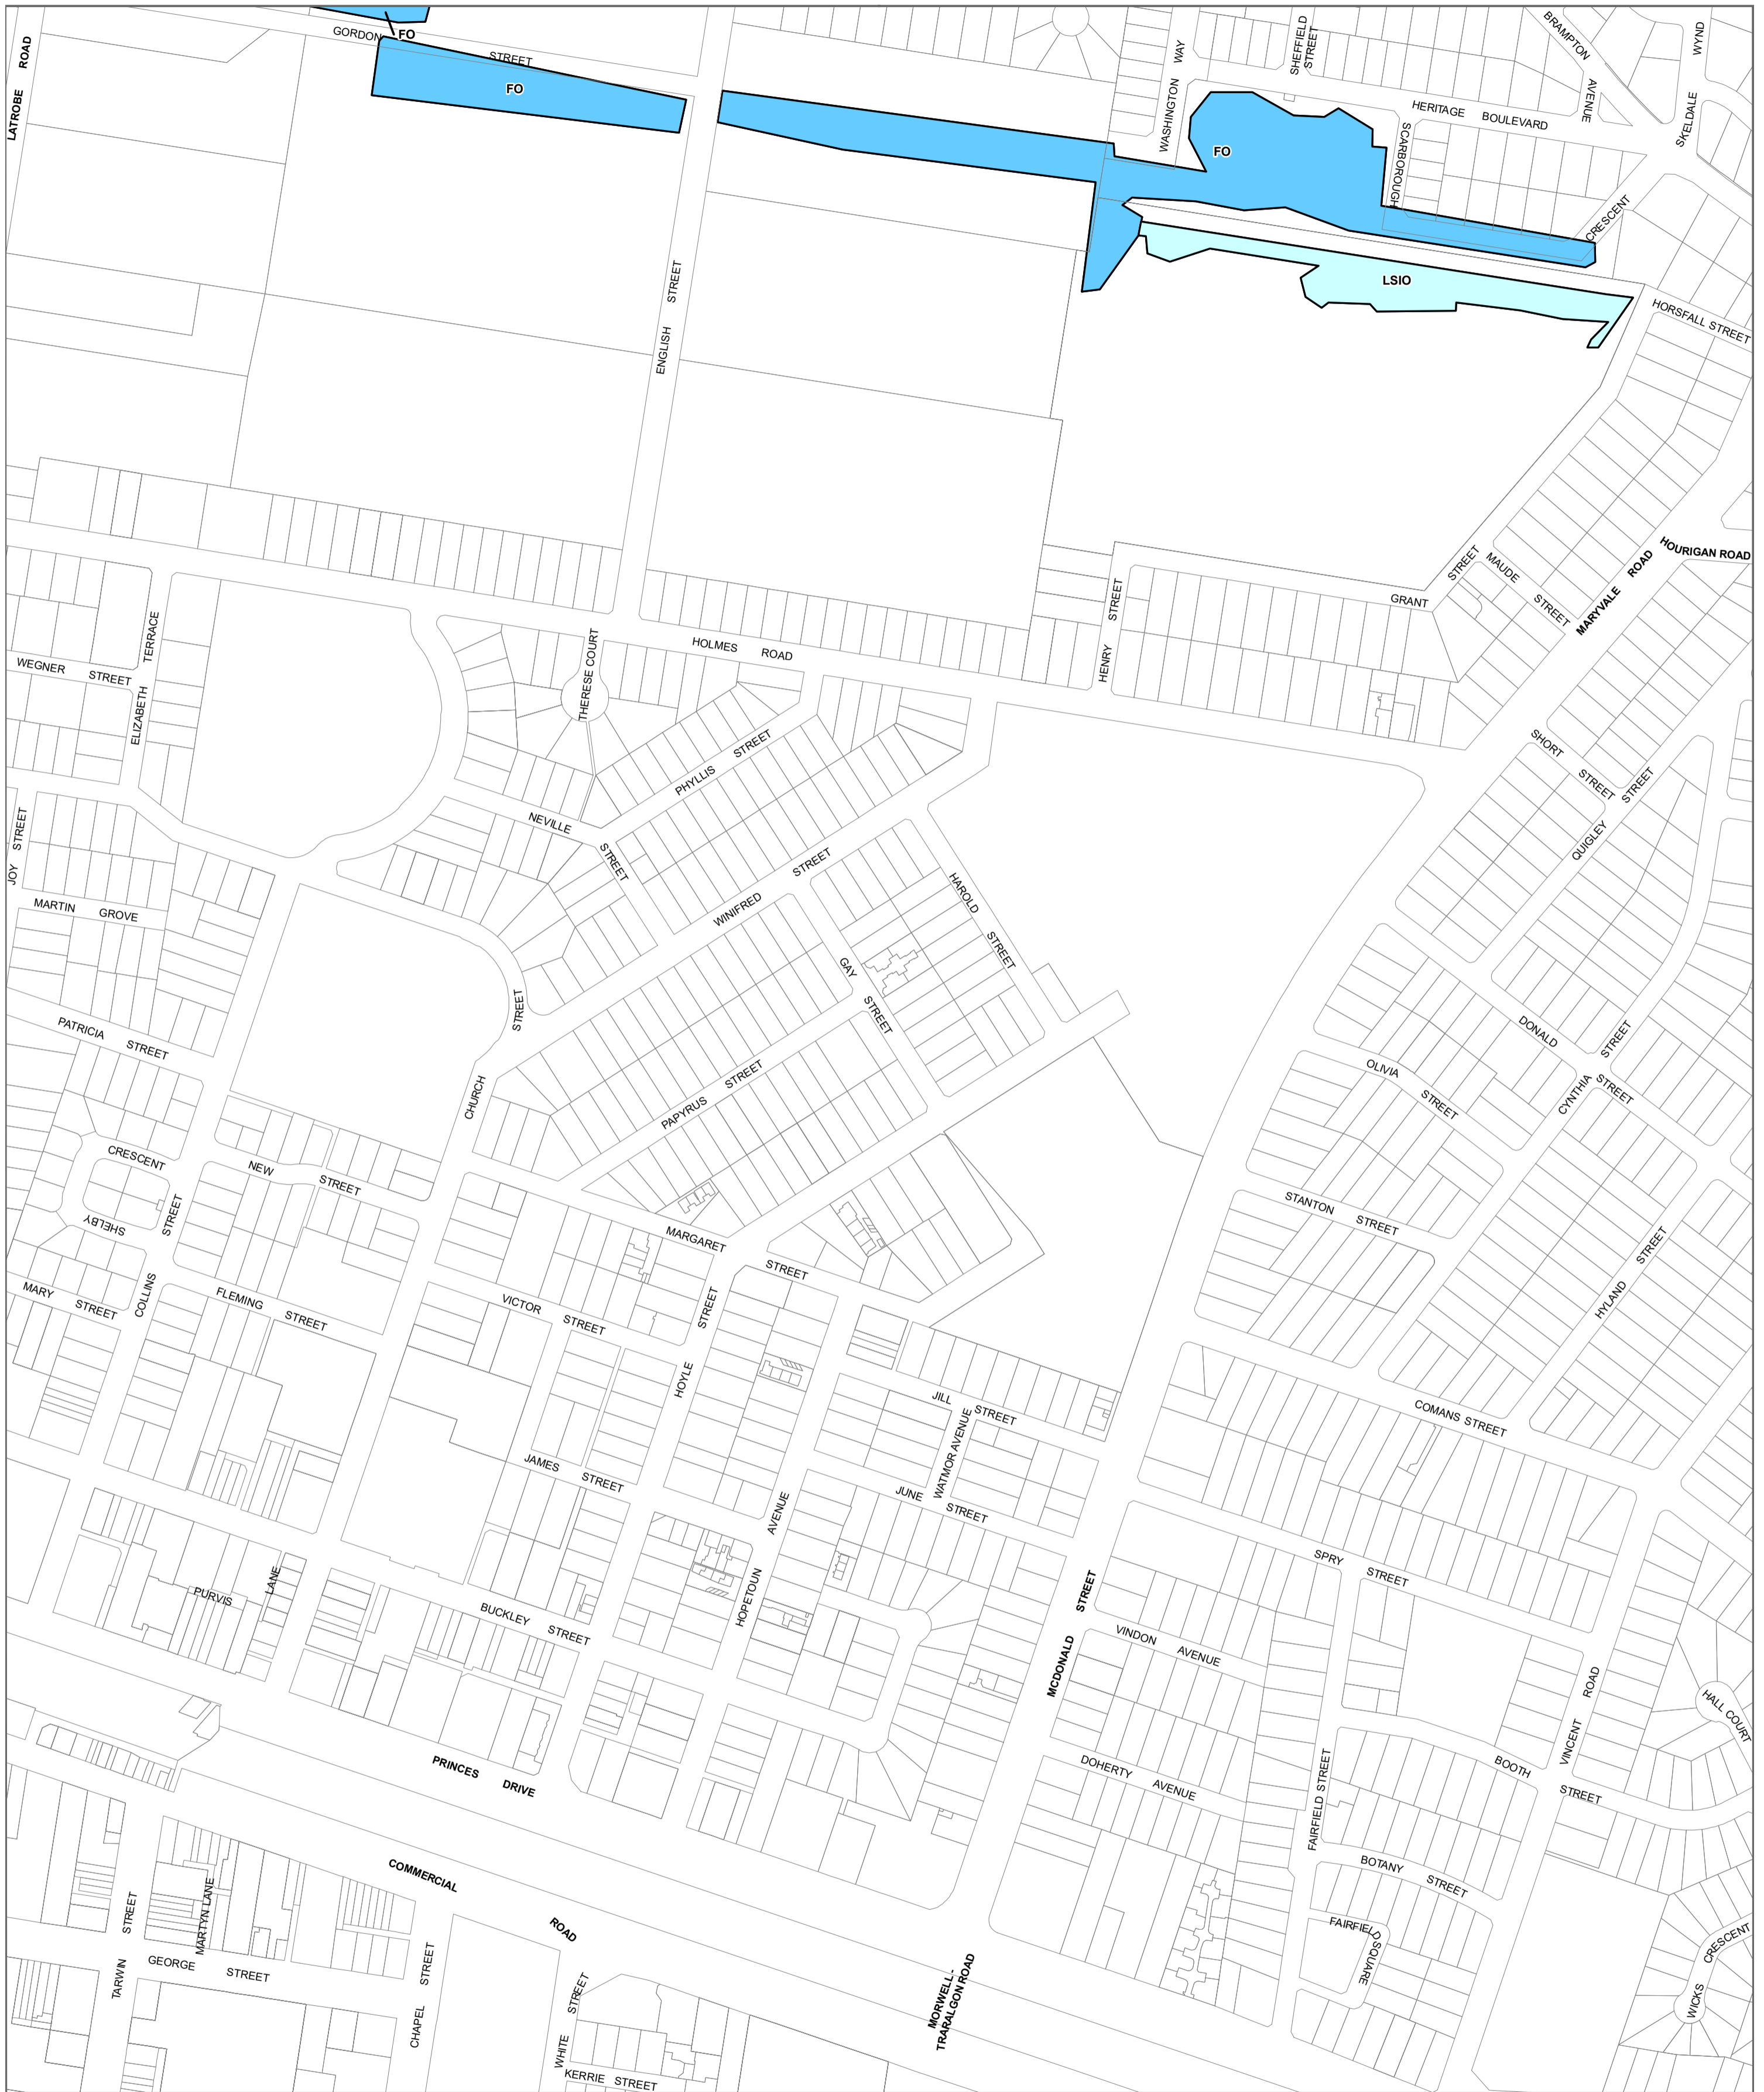 LATROBE ROAD
GORDON STREET
FO
FO
WASHINGTON WAY
SHEFFIELD
STREET
BRAMPTON AVENUE
WYND
SKELDALE
HERITAGE BOULEVARD
SCARBOROUGH
FO
CRESCENT
LSIO
HORSFALL STREET
ENGLISH STREET
HOURIGAN ROAD
MARYVALE ROAD
MAUDE STREET
GRANT STREET
HENRY STREET
HOLMES ROAD
THERESE COURT
ELIZABETH TERRACE
WEGNER STREET
PHYLLIS STREET
SHORT STREET
QUIGLEY STREET
NEVILLE STREET
JOY STREET
WINIFRED STREET
HAROLD STREET
MARTIN GROVE
GAY STREET
CHURCH STREET
PATRICIA STREET
DONALD STREET
OLIVIA STREET
CYNTHIA STREET
PAPYRUS STREET
SHELBY CRESCENT
NEW STREET
STANTON STREET
MARGARET STREET
HYLAND STREET
COLLINS STREET
MARY STREET
FLEMING STREET
VICTOR STREET
HOYLE STREET
JILL STREET
WATMOR AVENUE
COMANS STREET
JAMES STREET
JUNE STREET
HOPETOUN AVENUE
SPRY STREET
PURVIS LANE
BUCKLEY STREET
MCDONALD STREET
VINDON AVENUE
VINCENT ROAD
HALL COURT
PRINCES DRIVE
DOHERTY AVENUE
FAIRFIELD STREET
BOOTH STREET
COMMERCIAL ROAD
BOTANY STREET
FAIRFIELD SQUARE
WICKS CRESCENT
TARWIN STREET
MARTYN LANE
GEORGE STREET
CHAPEL STREET
WHITE STREET
MORWELL-
TRARALGON ROAD
KERRIE STREET